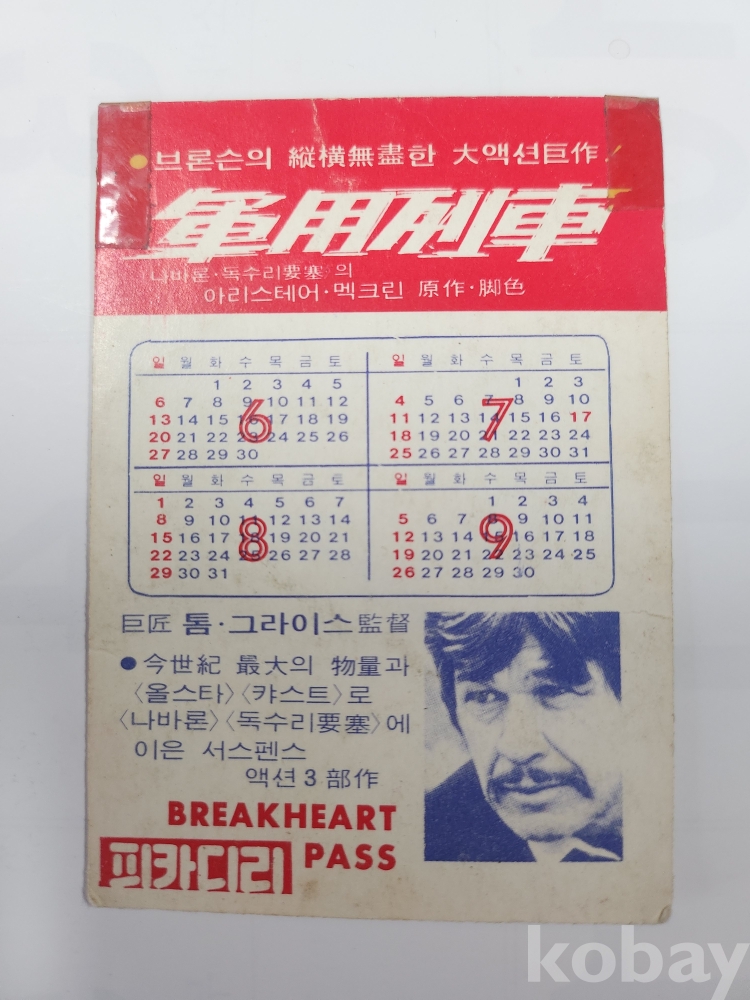 ● 브론슨의 縱橫無盡한 大액션巨作!
軍用列車
〈나바론·독수리要塞〉의
아리스테어·멕크린 原作·脚色
일 월 화 수 목 금 토
1 2 3 4 5
6 7 8 9 10 11 12
13 14 15 16 17 18 19
20 21 22 23 24 25 26
27 28 29 30
6
일 월 화 수 목 금 토
1 2 3
4 5 6 7 8 9 10
11 12 13 14 15 16 17
18 19 20 21 22 23 24
25 26 27 28 29 30 31
7
일 월 화 수 목 금 토
1 2 3 4 5 6 7
8 9 10 11 12 13 14
15 16 17 18 19 20 21
22 23 24 25 26 27 28
29 30 31
8
일 월 화 수 목 금 토
1 2 3 4
5 6 7 8 9 10 11
12 13 14 15 16 17 18
19 20 21 22 23 24 25
26 27 28 29 30
9
巨匠 톰·그라이스 監督
● 今世紀 最大의 物量과
〈올스타〉〈캬스트〉로
〈나바론〉〈독수리要塞〉에
이은 서스펜스
액션 3 部作
BREAKHEART
PASS
피카디리
kobay